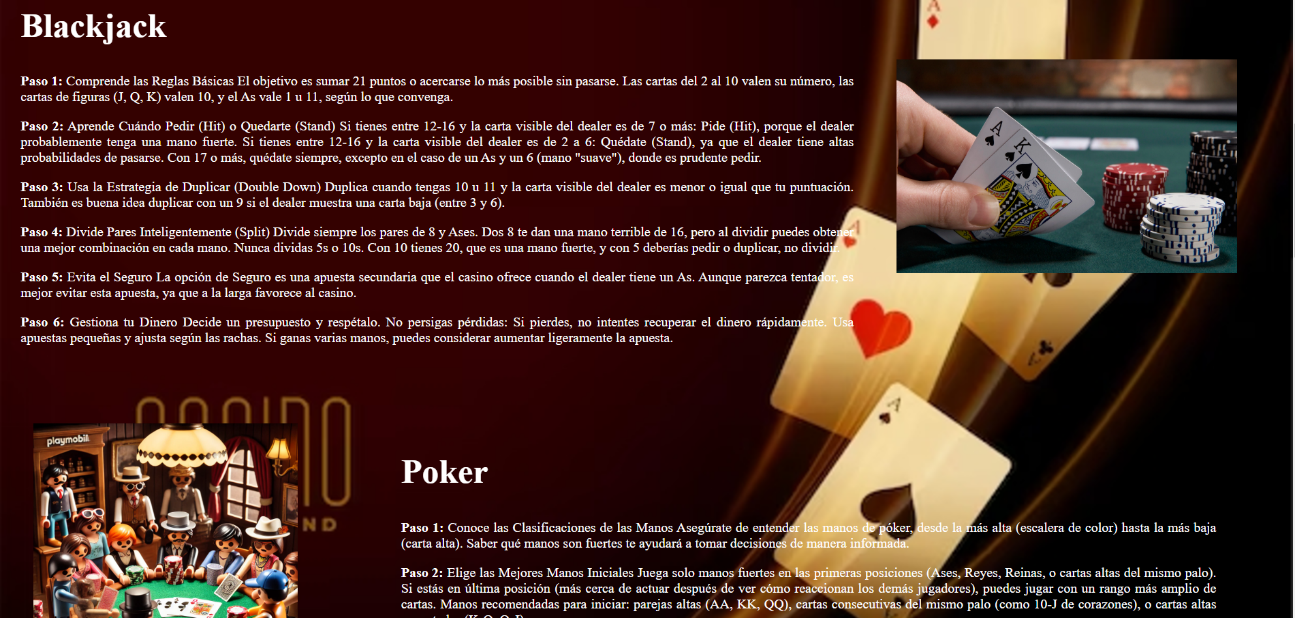 Blackjack
Paso 1: Comprende las Reglas Básicas El objetivo es sumar 21 puntos o acercarse lo más posible sin pasarse. Las cartas del 2 al 10 valen su número, las
cartas de figuras (J, Q, K) valen 10, y el As vale 1 u 11, según lo que convenga.
Paso 2: Aprende Cuándo Pedir (Hit) o Quedarte (Stand) Si tienes entre 12-16 y la carta visible del dealer es de 7 o más: Pide (Hit), porque el dealer
probablemente tenga una mano fuerte. Si tienes entre 12-16 y la carta visible del dealer es de 2 a 6: Quédate (Stand), ya que el dealer tiene altas
probabilidades de pasarse. Con 17 o más, quédate siempre, excepto en el caso de un As y un 6 (mano "suave"), donde es prudente pedir.
Paso 3: Usa la Estrategia de Duplicar (Double Down) Duplica cuando tengas 10 u 11 y la carta visible del dealer es menor o igual que tu puntuación.
También es buena idea duplicar con un 9 si el dealer muestra una carta baja (entre 3 y 6).
Paso 4: Divide Pares Inteligentemente (Split) Divide siempre los pares de 8 y Ases. Dos 8 te dan una mano terrible de 16, pero al dividir puedes obtener
una mejor combinación en cada mano. Nunca dividas 5s o 10s. Con 10 tienes 20, que es una mano fuerte, y con 5 deberías pedir o duplicar, no dividir.
Paso 5: Evita el Seguro La opción de Seguro es una apuesta secundaria que el casino ofrece cuando el dealer tiene un As. Aunque parezca tentador, es
mejor evitar esta apuesta, ya que a la larga favorece al casino.
Paso 6: Gestiona tu Dinero Decide un presupuesto y respétalo. No persigas pérdidas: Si pierdes, no intentes recuperar el dinero rápidamente. Usa
apuestas pequeñas y ajusta según las rachas. Si ganas varias manos, puedes considerar aumentar ligeramente la apuesta.
A
A
K
A
playmobil
Poker
Paso 1: Conoce las Clasificaciones de las Manos Asegúrate de entender las manos de póker, desde la más alta (escalera de color) hasta la más baja
(carta alta). Saber qué manos son fuertes te ayudará a tomar decisiones de manera informada.
Paso 2: Elige las Mejores Manos Iniciales Juega solo manos fuertes en las primeras posiciones (Ases, Reyes, Reinas, o cartas altas del mismo palo).
Si estás en última posición (más cerca de actuar después de ver cómo reaccionan los demás jugadores), puedes jugar con un rango más amplio de
cartas. Manos recomendadas para iniciar: parejas altas (AA, KK, QQ), cartas consecutivas del mismo palo (como 10-J de corazones), o cartas altas